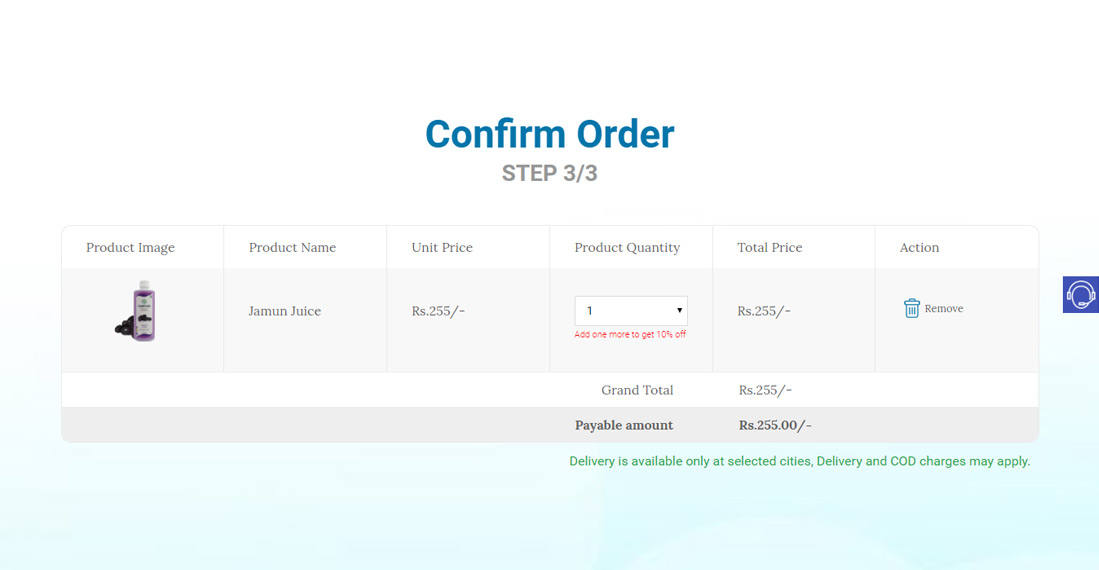 Confirm Order
STEP 3/3
Product Image Product Name Unit Price Product Quantity Total Price Action
Jamun Juice Rs.255/- 1 Rs.255/- Remove
Add one more to get 10% off
Grand Total Rs.255/-
Payable amount Rs.255.00/-
Delivery is available only at selected cities, Delivery and COD charges may apply.